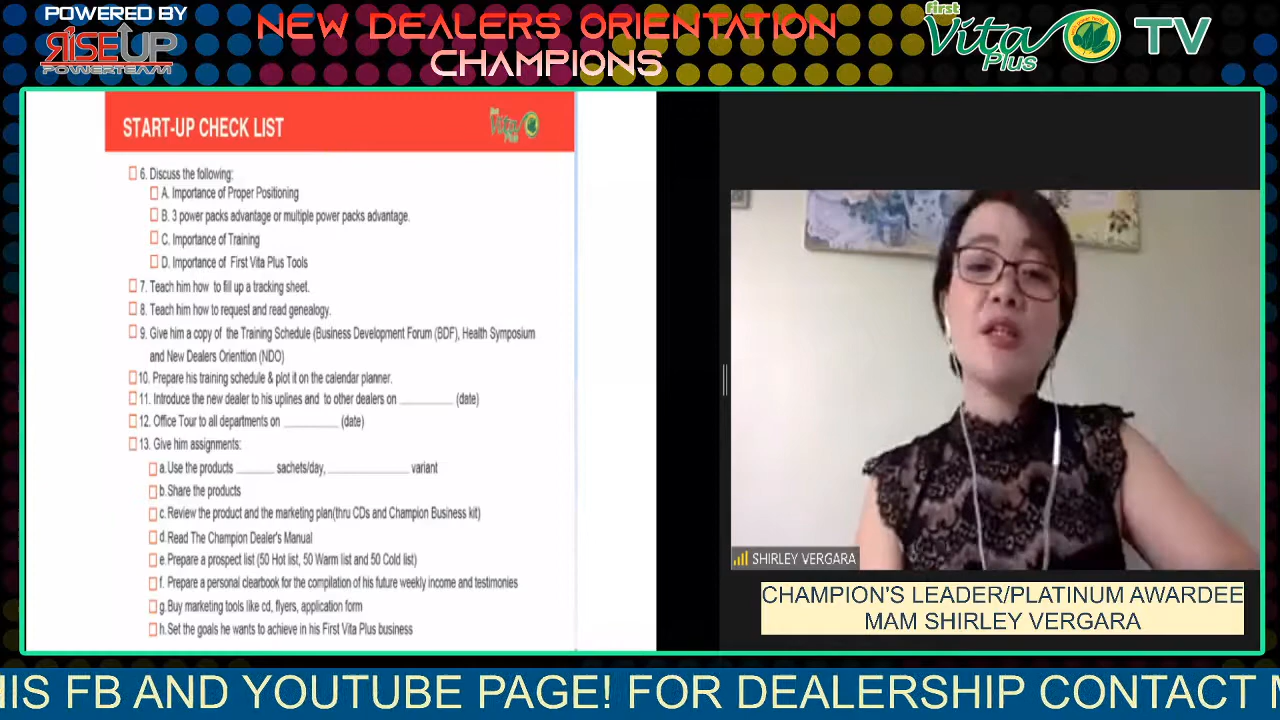 POWERED BY
RISEUP
POWERTEAM
NEW DEALERS ORIENTATION
CHAMPIONS
First
Vita
Plus
TV
START-UP CHECK LIST
6. Discuss the following:
A. Importance of Proper Positioning
B. 3 power packs advantage or multiple power packs advantage.
C. Importance of Training
D. Importance of First Vita Plus Tools
7. Teach him how to fill up a tracking sheet.
8. Teach him how to request and read genealogy.
9. Give him a copy of the Training Schedule (Business Development Forum (BDF), Health Symposium
and New Dealers Orienttion (NDO)
10. Prepare his training schedule & plot it on the calendar planner.
11. Introduce the new dealer to his uplines and to other dealers on __________ (date)
12. Office Tour to all departments on __________ (date)
13. Give him assignments:
a. Use the products _______ sachets/day, _______________ variant
b. Share the products
c. Review the product and the marketing plan(thru CDs and Champion Business kit)
d. Read The Champion Dealer's Manual
e. Prepare a prospect list (50 Hot list, 50 Warm list and 50 Cold list)
f. Prepare a personal clearbook for the compilation of his future weekly income and testimonies
g. Buy marketing tools like cd, flyers, application form
h. Set the goals he wants to achieve in his First Vita Plus business
SHIRLEY VERGARA
CHAMPION'S LEADER/PLATINUM AWARDEE
MAM SHIRLEY VERGARA
HIS FB AND YOUTUBE PAGE! FOR DEALERSHIP CONTACT M